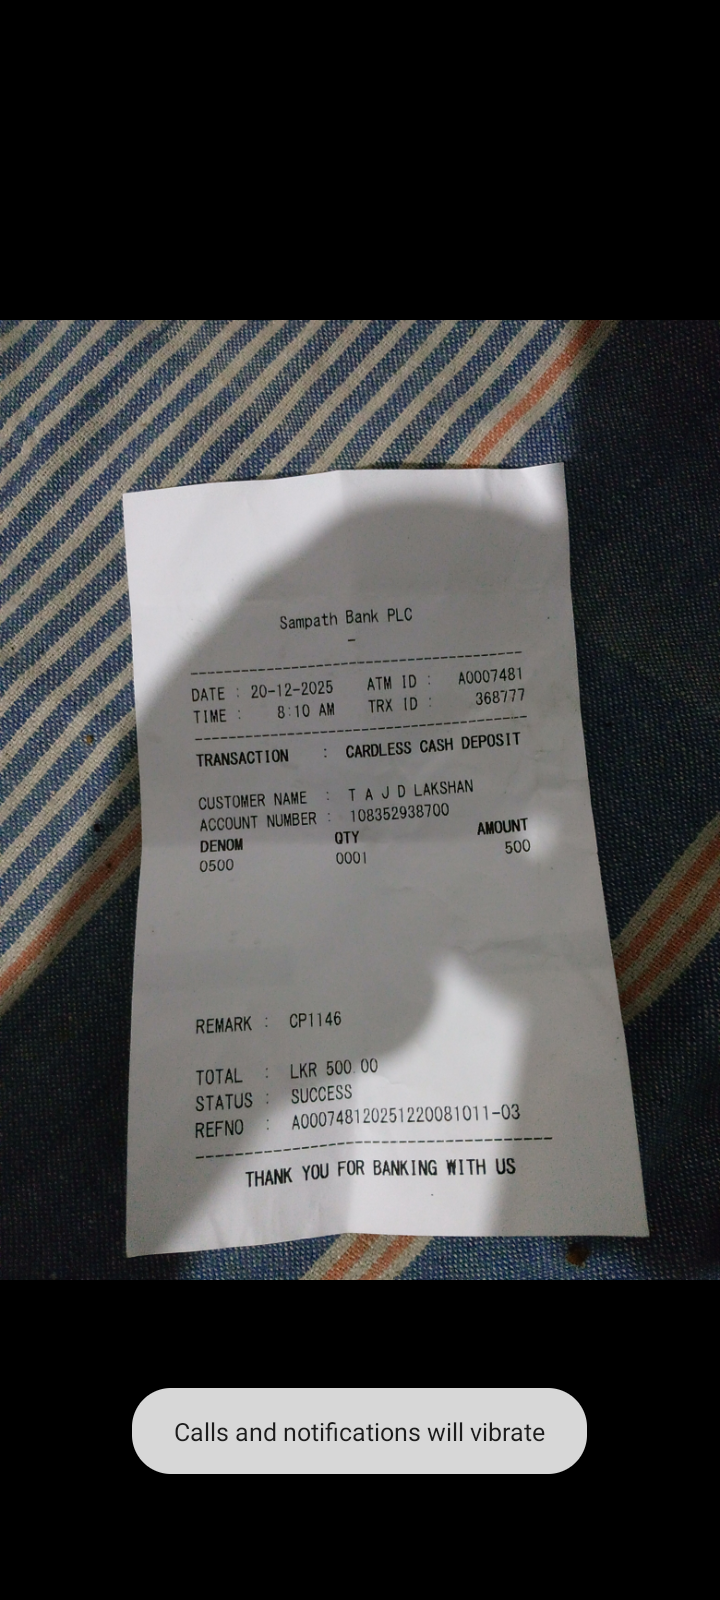 Sampath Bank PLC
-
DATE : 20-12-2025 ATM ID : A0007481
TIME : 8:10 AM TRX ID : 368777
TRANSACTION : CARDLESS CASH DEPOSIT
CUSTOMER NAME : T A J D LAKSHAN
ACCOUNT NUMBER : 108352938700
DENOM QTY AMOUNT
0500 0001 500
REMARK : CP1146
TOTAL : LKR 500.00
STATUS : SUCCESS
REFNO : A000748120251220081011-03
THANK YOU FOR BANKING WITH US
Calls and notifications will vibrate